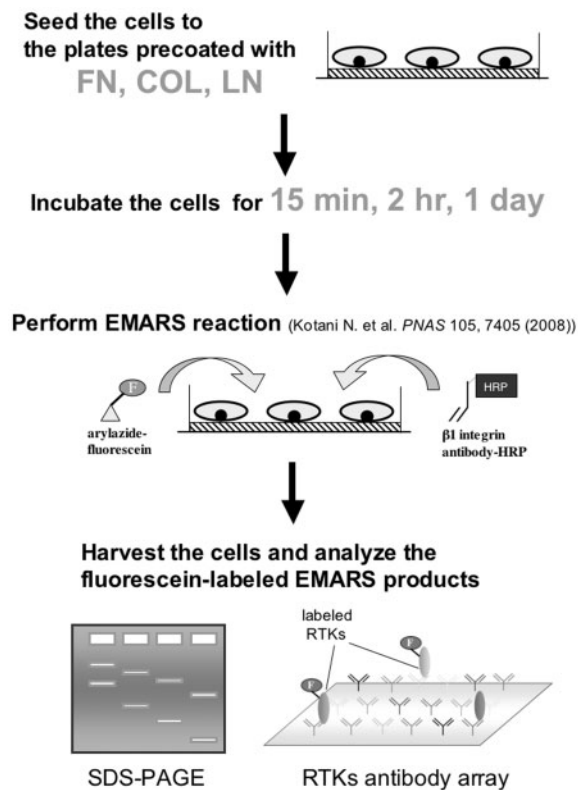 Seed the cells to
the plates precoated with
FN, COL, LN
Incubate the cells for 15 min, 2 hr, 1 day
Perform EMARS reaction (Kotani N. et al. PNAS 105, 7405 (2008))
F
arylazide-
fluorescein
HRP
β1 integrin
antibody-HRP
Harvest the cells and analyze the
fluorescein-labeled EMARS products
labeled
RTKs
F
F
SDS-PAGE
RTKs antibody array